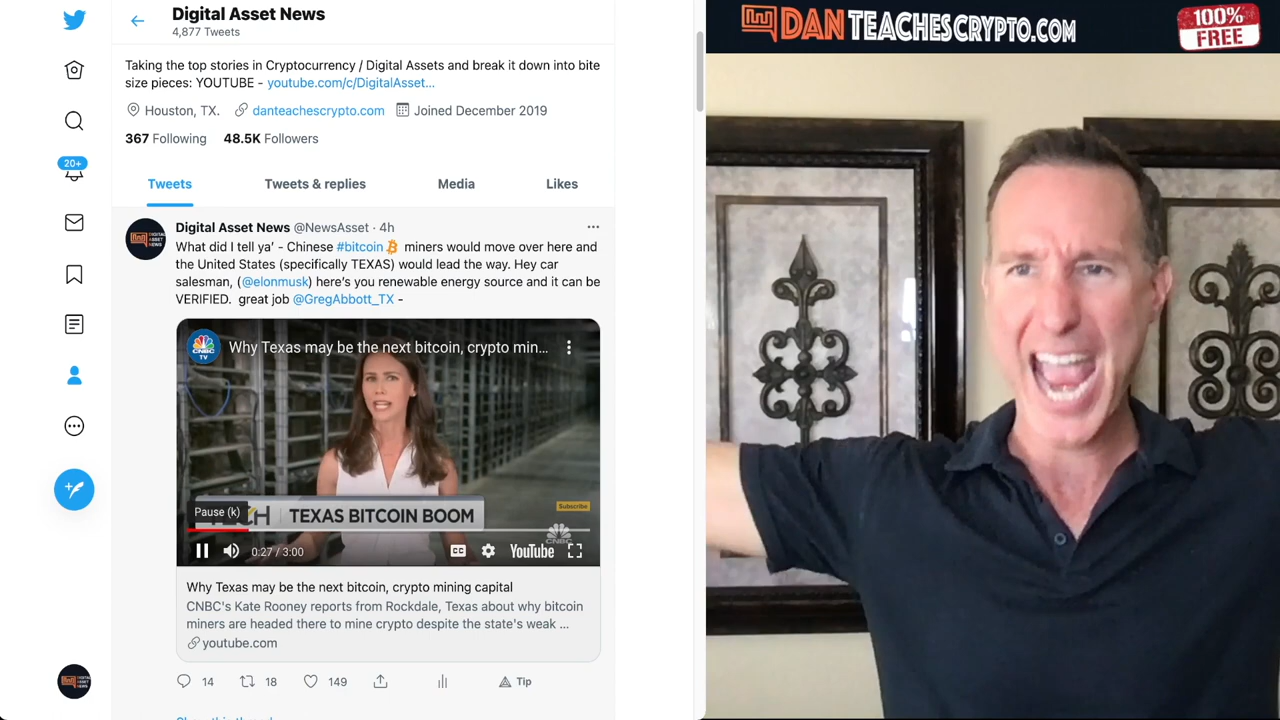 Digital Asset News
4,877 Tweets
Taking the top stories in Cryptocurrency / Digital Assets and break it down into bite
size pieces: YOUTUBE - youtube.com/c/DigitalAsset...
Houston, TX. danteachescrypto.com Joined December 2019
367 Following 48.5K Followers
Tweets Tweets & replies Media Likes
20+
Digital Asset News @NewsAsset · 4h
What did I tell ya' - Chinese #bitcoin miners would move over here and
the United States (specifically TEXAS) would lead the way. Hey car
salesman, (@elonmusk) here's you renewable energy source and it can be
VERIFIED. great job @GregAbbott_TX -
CNBC
TV
Why Texas may be the next bitcoin, crypto min...
Subscribe
Pause (k)
TEXAS BITCOIN BOOM
CNBC
0:27 / 3:00
CC
YouTube
Why Texas may be the next bitcoin, crypto mining capital
CNBC's Kate Rooney reports from Rockdale, Texas about why bitcoin
miners are headed there to mine crypto despite the state's weak ...
youtube.com
14 18 149 Tip
DANTEACHESCRYPTO.COM
100%
FREE